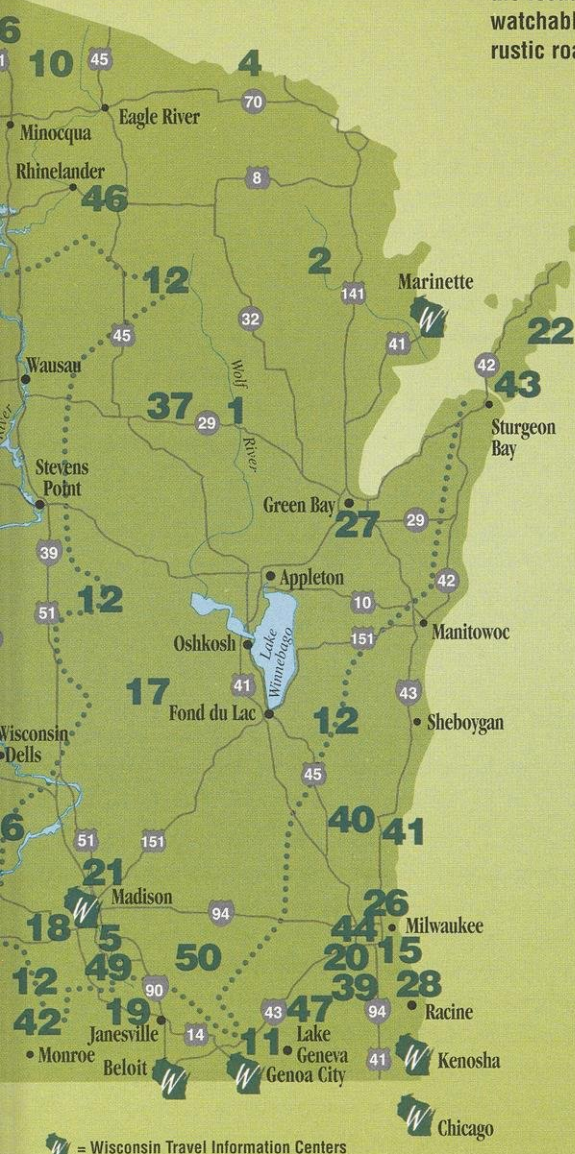 watchabl
rustic roa
6
10
45
4
70
Eagle River
Minocqua
Rhinelander
46
8
2
12
141
Marinette
W
32
41
45
22
42
43
Wausau
Wolf
River
37
29
1
Sturgeon
Bay
Stevens
Point
Green Bay
27
29
39
Appleton
42
12
51
10
Manitowoc
Oshkosh
Lake
Winnebago
151
41
17
43
Fond du Lac
12
Sheboygan
Wisconsin
Dells
45
6
40
41
51
151
21
Madison
W
94
26
44
Milwaukee
18
5
50
20
15
49
12
39
28
90
42
19
43
47
94
Racine
Janesville
14
11
Lake
Geneva
Monroe
41
W
Kenosha
Beloit
W
W
Genoa City
W
Chicago
W = Wisconsin Travel Information Centers